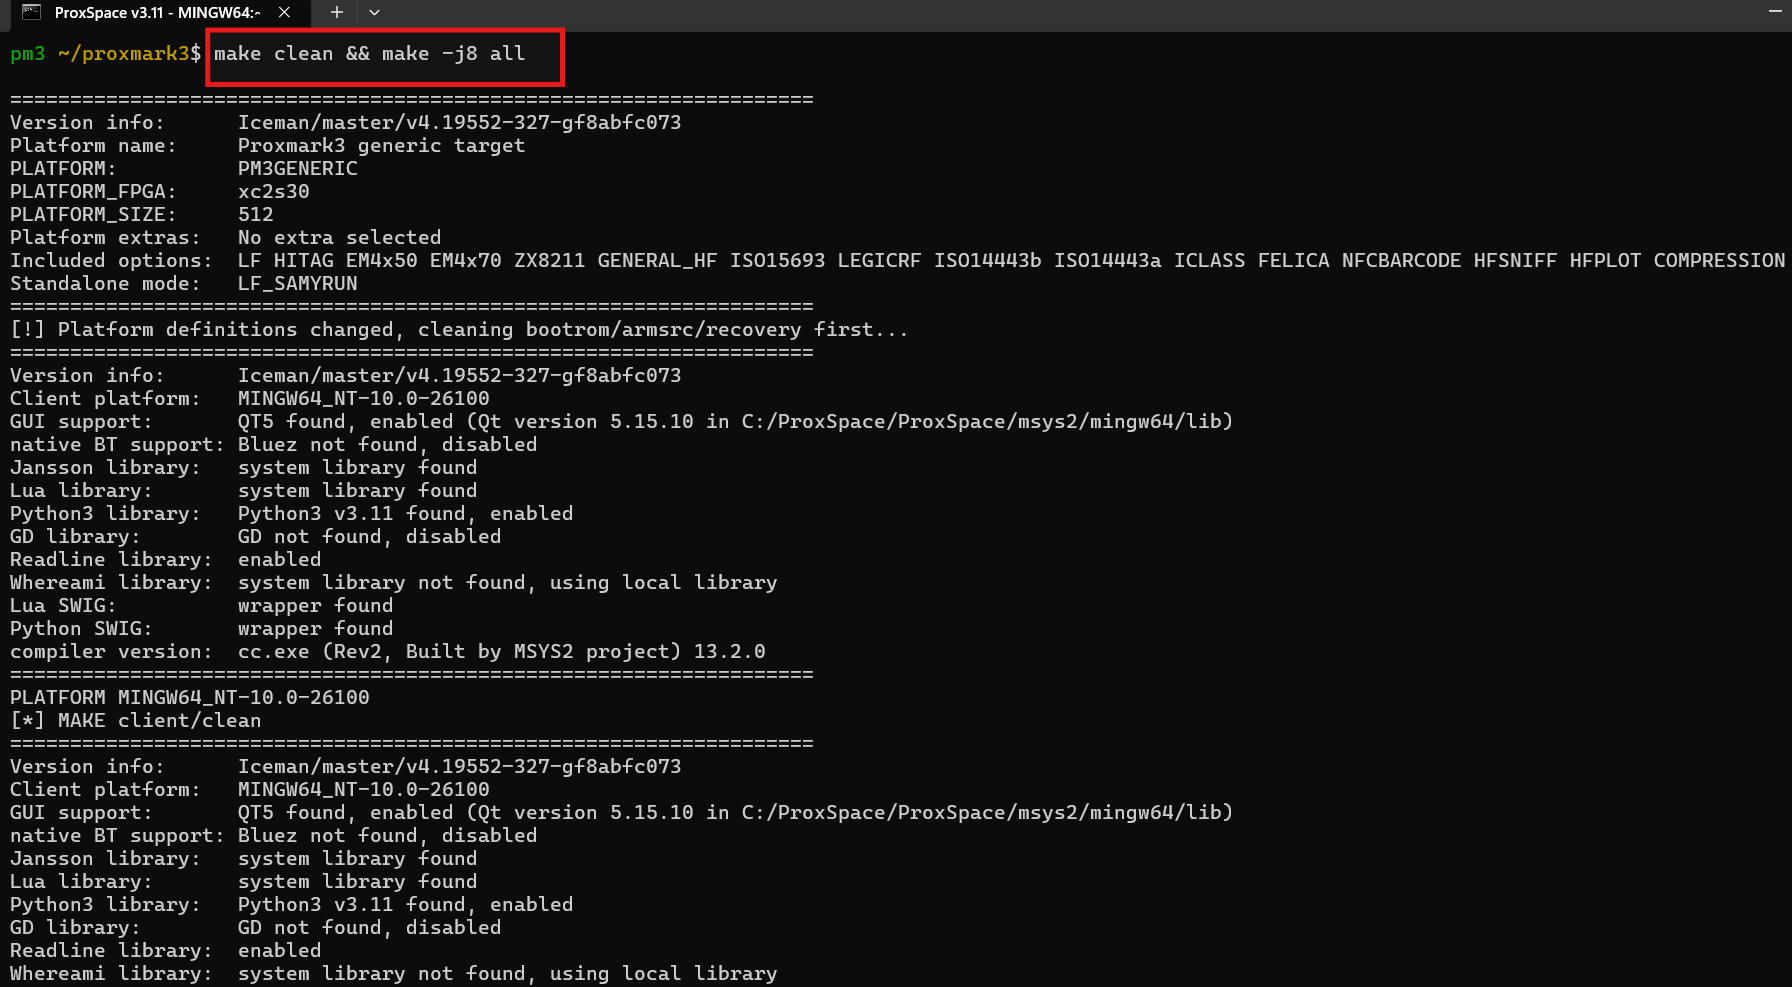 ProxSpace v3.11 - MINGW64:~
pm3 ~/proxmark3$ make clean && make -j8 all
===================================================================
Version info:      Iceman/master/v4.19552-327-gf8abfc073
Platform name:     Proxmark3 generic target
PLATFORM:          PM3GENERIC
PLATFORM_FPGA:     xc2s30
PLATFORM_SIZE:     512
Platform extras:   No extra selected
Included options:  LF HITAG EM4x50 EM4x70 ZX8211 GENERAL_HF ISO15693 LEGICRF ISO14443b ISO14443a ICLASS FELICA NFCBARCODE HFSNIFF HFPLOT COMPRESSION
Standalone mode:   LF_SAMYRUN
===================================================================
[!] Platform definitions changed, cleaning bootrom/armsrc/recovery first...
===================================================================
Version info:      Iceman/master/v4.19552-327-gf8abfc073
Client platform:   MINGW64_NT-10.0-26100
GUI support:       QT5 found, enabled (Qt version 5.15.10 in C:/ProxSpace/ProxSpace/msys2/mingw64/lib)
native BT support: Bluez not found, disabled
Jansson library:   system library found
Lua library:       system library found
Python3 library:   Python3 v3.11 found, enabled
GD library:        GD not found, disabled
Readline library:  enabled
Whereami library:  system library not found, using local library
Lua SWIG:          wrapper found
Python SWIG:       wrapper found
compiler version:  cc.exe (Rev2, Built by MSYS2 project) 13.2.0
===================================================================
PLATFORM MINGW64_NT-10.0-26100
[*] MAKE client/clean
===================================================================
Version info:      Iceman/master/v4.19552-327-gf8abfc073
Client platform:   MINGW64_NT-10.0-26100
GUI support:       QT5 found, enabled (Qt version 5.15.10 in C:/ProxSpace/ProxSpace/msys2/mingw64/lib)
native BT support: Bluez not found, disabled
Jansson library:   system library found
Lua library:       system library found
Python3 library:   Python3 v3.11 found, enabled
GD library:        GD not found, disabled
Readline library:  enabled
Whereami library:  system library not found, using local library